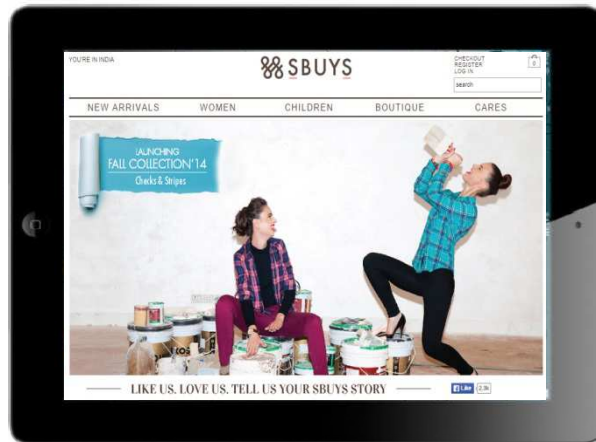 YOU'RE IN INDIA
SBUYS
CHECKOUT
REGISTER
LOG IN
0
search
NEW ARRIVALS
WOMEN
CHILDREN
BOUTIQUE
CARES
LAUNCHING
FALL COLLECTION'14
Checks & Stripes
LIKE US. LOVE US. TELL US YOUR SBUYS STORY
f Like
2.3k